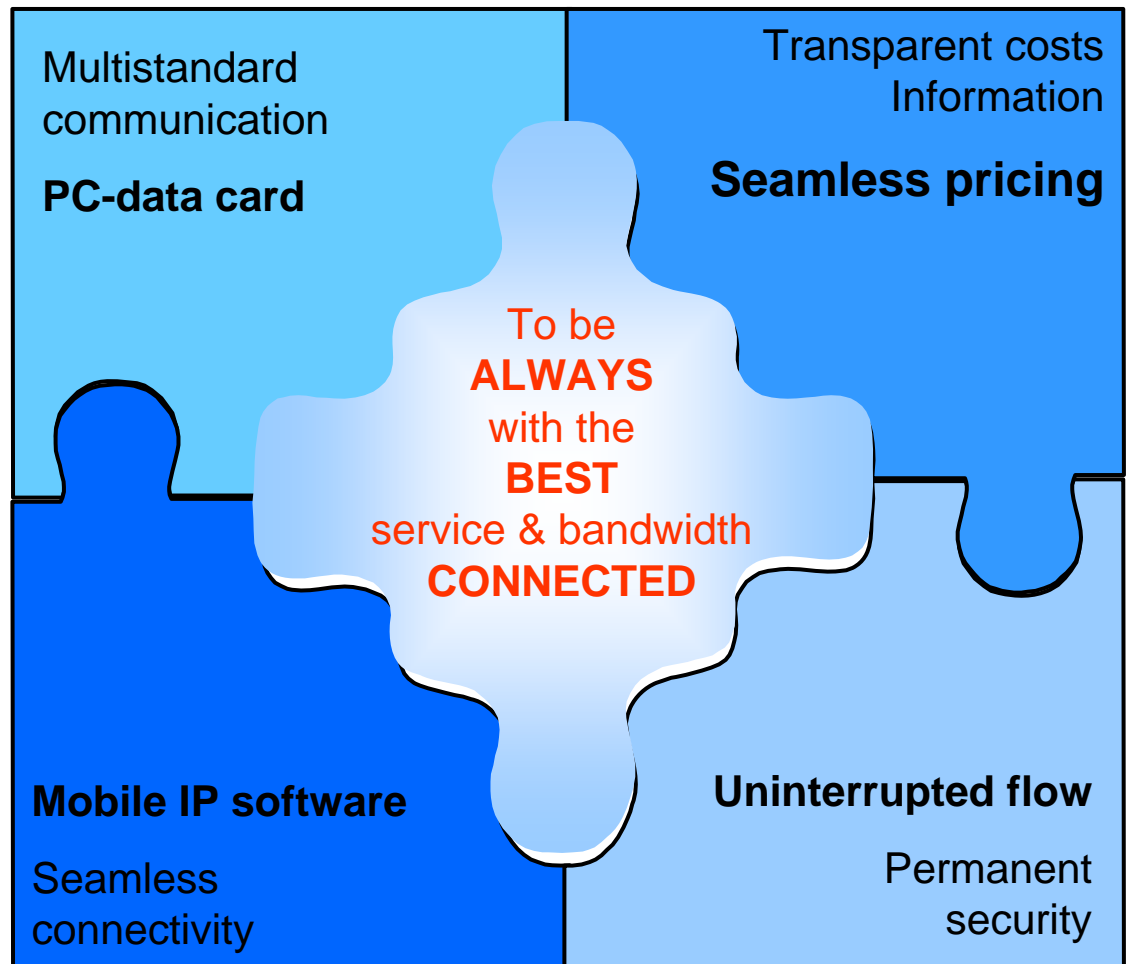 Multistandard
communication
PC-data card
Transparent costs
Information
Seamless pricing
To be
ALWAYS
with the
BEST
service & bandwidth
CONNECTED
Mobile IP software
Seamless
connectivity
Uninterrupted flow
Permanent
security